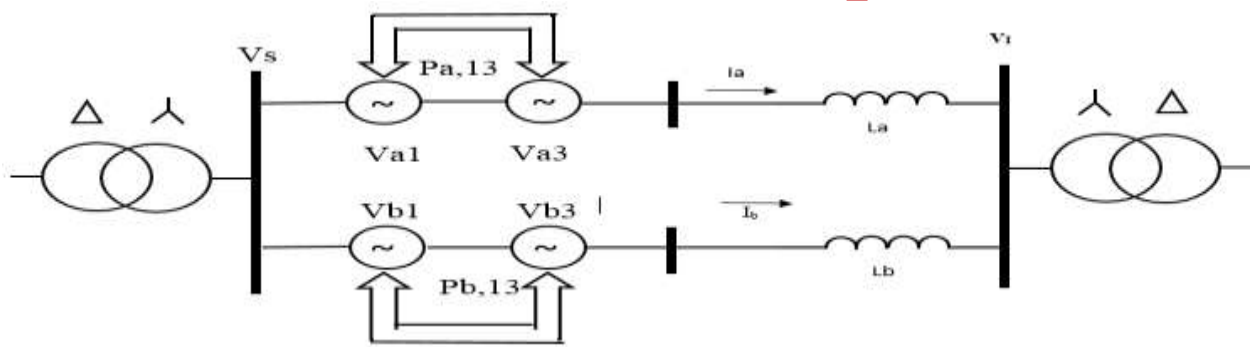 Vs
Vr
Pa,13
Ia
La
Va1
Va3
Vb1
Vb3
Ib
Lb
Pb,13